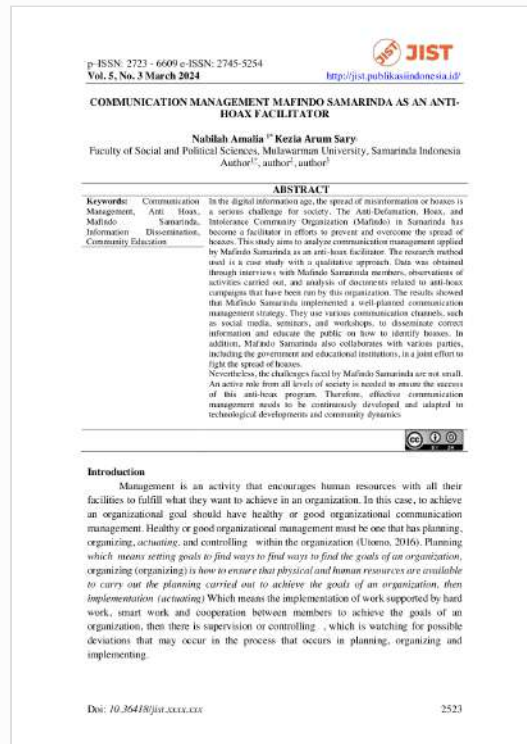 JIST
JIST
p–ISSN: 2723 - 6609 e-ISSN: 2745-5254
Vol. 5, No. 3 March 2024 http://jist.publikasiindonesia.id/
COMMUNICATION MANAGEMENT MAFINDO SAMARINDA AS AN ANTI-
HOAX FACILITATOR
Nabilah Amalia 1* Kezia Arum Sary
Faculty of Social and Political Sciences, Mulawarman University, Samarinda Indonesia
Author1*, author2, author3
ABSTRACT
Keywords: Communication
Management, Anti Hoax,
Mafindo Samarinda,
Information Dissemination,
Community Education
In the digital information age, the spread of misinformation or hoaxes is
a serious challenge for society. The Anti-Defamation, Hoax, and
Intolerance Community Organization (Mafindo) in Samarinda has
become a facilitator in efforts to prevent and overcome the spread of
hoaxes. This study aims to analyze communication management applied
by Mafindo Samarinda as an anti-hoax facilitator. The research method
used is a case study with a qualitative approach. Data was obtained
through interviews with Mafindo Samarinda members, observations of
activities carried out, and analysis of documents related to anti-hoax
campaigns that have been run by this organization. The results showed
that Mafindo Samarinda implemented a well-planned communication
management strategy. They use various communication channels, such
as social media, seminars, and workshops, to disseminate correct
information and educate the public on how to identify hoaxes. In
addition, Mafindo Samarinda also collaborates with various parties,
including the government and educational institutions, in a joint effort to
fight the spread of hoaxes.
Nevertheless, the challenges faced by Mafindo Samarinda are not small.
An active role from all levels of society is needed to ensure the success
of this anti-hoax program. Therefore, effective communication
management needs to be continuously developed and adapted to
technological developments and community dynamics
cc
BY SA
Introduction
Management is an activity that encourages human resources with all their
facilities to fulfill what they want to achieve in an organization. In this case, to achieve
an organizational goal should have healthy or good organizational communication
management. Healthy or good organizational management must be one that has planning,
organizing, actuating, and controlling within the organization (Utomo, 2016). Planning
which means setting goals to find ways to find ways to find the goals of an organization,
organizing (organizing) is how to ensure that physical and human resources are available
to carry out the planning carried out to achieve the goals of an organization, then
implementation (actuating) Which means the implementation of work supported by hard
work, smart work and cooperation between members to achieve the goals of an
organization, then there is supervision or controlling , which is watching for possible
deviations that may occur in the process that occurs in planning, organizing and
implementing.
Doi: 10.36418/jist.xxxx.xxx 2523